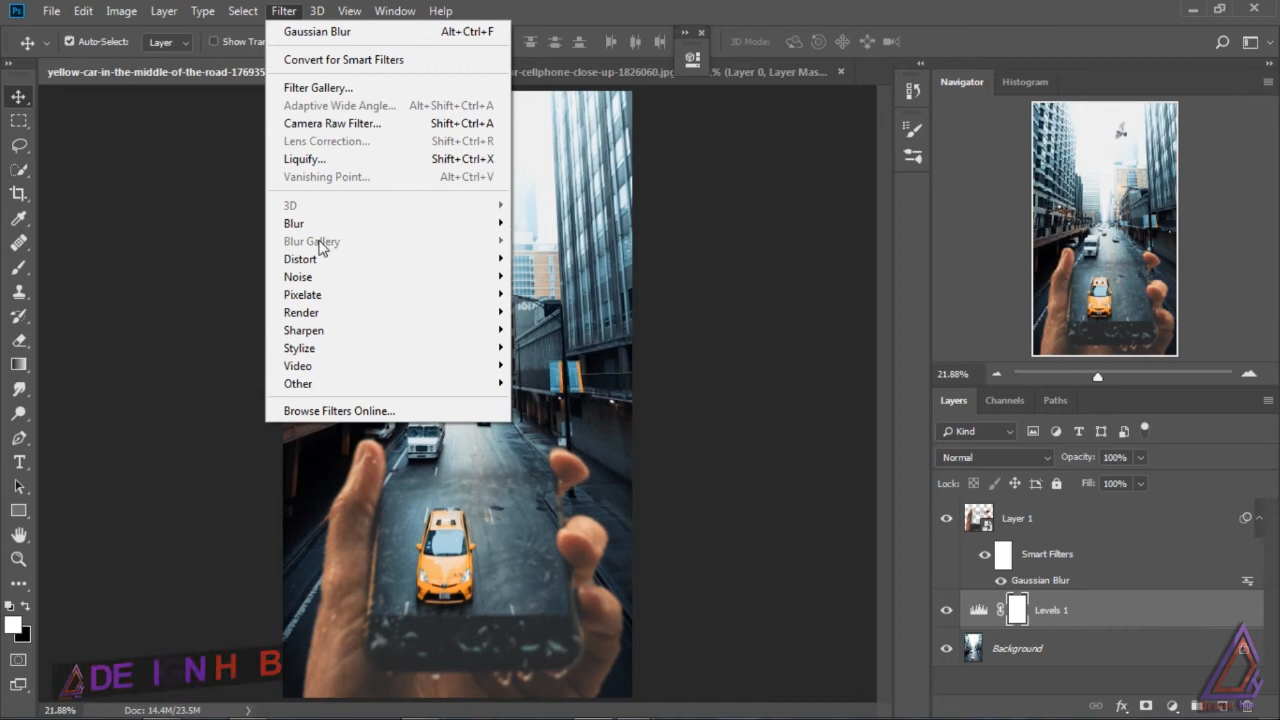 Ps File Edit Image Layer Type Select Filter 3D View Window Help
Auto-Select: Layer Show Tra 3D Mode:
yellow-car-in-the-middle-of-the-road-176935 r-cellphone-close-up-1826060.jpg % (Layer 0, Layer Mas...
Gaussian Blur Alt+Ctrl+F
Convert for Smart Filters
Filter Gallery...
Adaptive Wide Angle... Alt+Shift+Ctrl+A
Camera Raw Filter... Shift+Ctrl+A
Lens Correction... Shift+Ctrl+R
Liquify... Shift+Ctrl+X
Vanishing Point... Alt+Ctrl+V
3D
Blur
Blur Gallery
Distort
Noise
Pixelate
Render
Sharpen
Stylize
Video
Other
Browse Filters Online...
Navigator Histogram
21.88%
Layers Channels Paths
Kind
Normal Opacity: 100%
Lock: Fill: 100%
Layer 1
Smart Filters
Gaussian Blur
Levels 1
Background
DE I NH B
21.88% Doc: 14.4M/23.5M